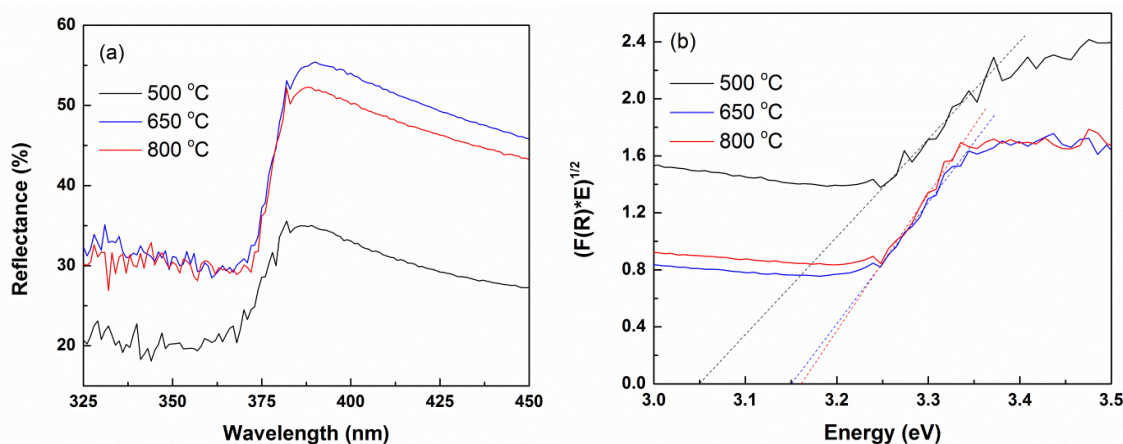 (a)
60
50
40
30
20
500 °C
650 °C
800 °C
Reflectance (%)
325 350 375 400 425 450
Wavelength (nm)
(b)
2.4
2.0
1.6
1.2
0.8
0.4
0.0
500 °C
650 °C
800 °C
(F(R)*E)^1/2
3.0 3.1 3.2 3.3 3.4 3.5
Energy (eV)